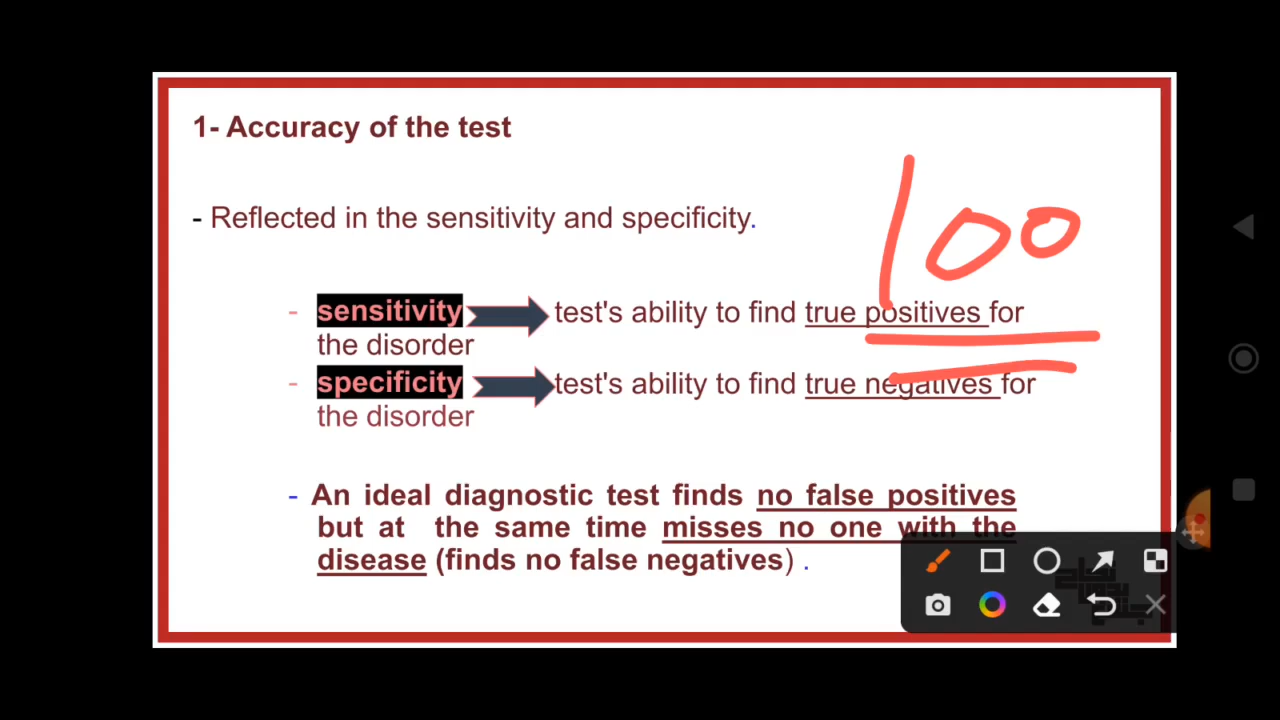 1- Accuracy of the test
100
- Reflected in the sensitivity and specificity.
- sensitivity test's ability to find true positives for
the disorder
- specificity test's ability to find true negatives for
the disorder
- An ideal diagnostic test finds no false positives
but at the same time misses no one with the
disease (finds no false negatives) .